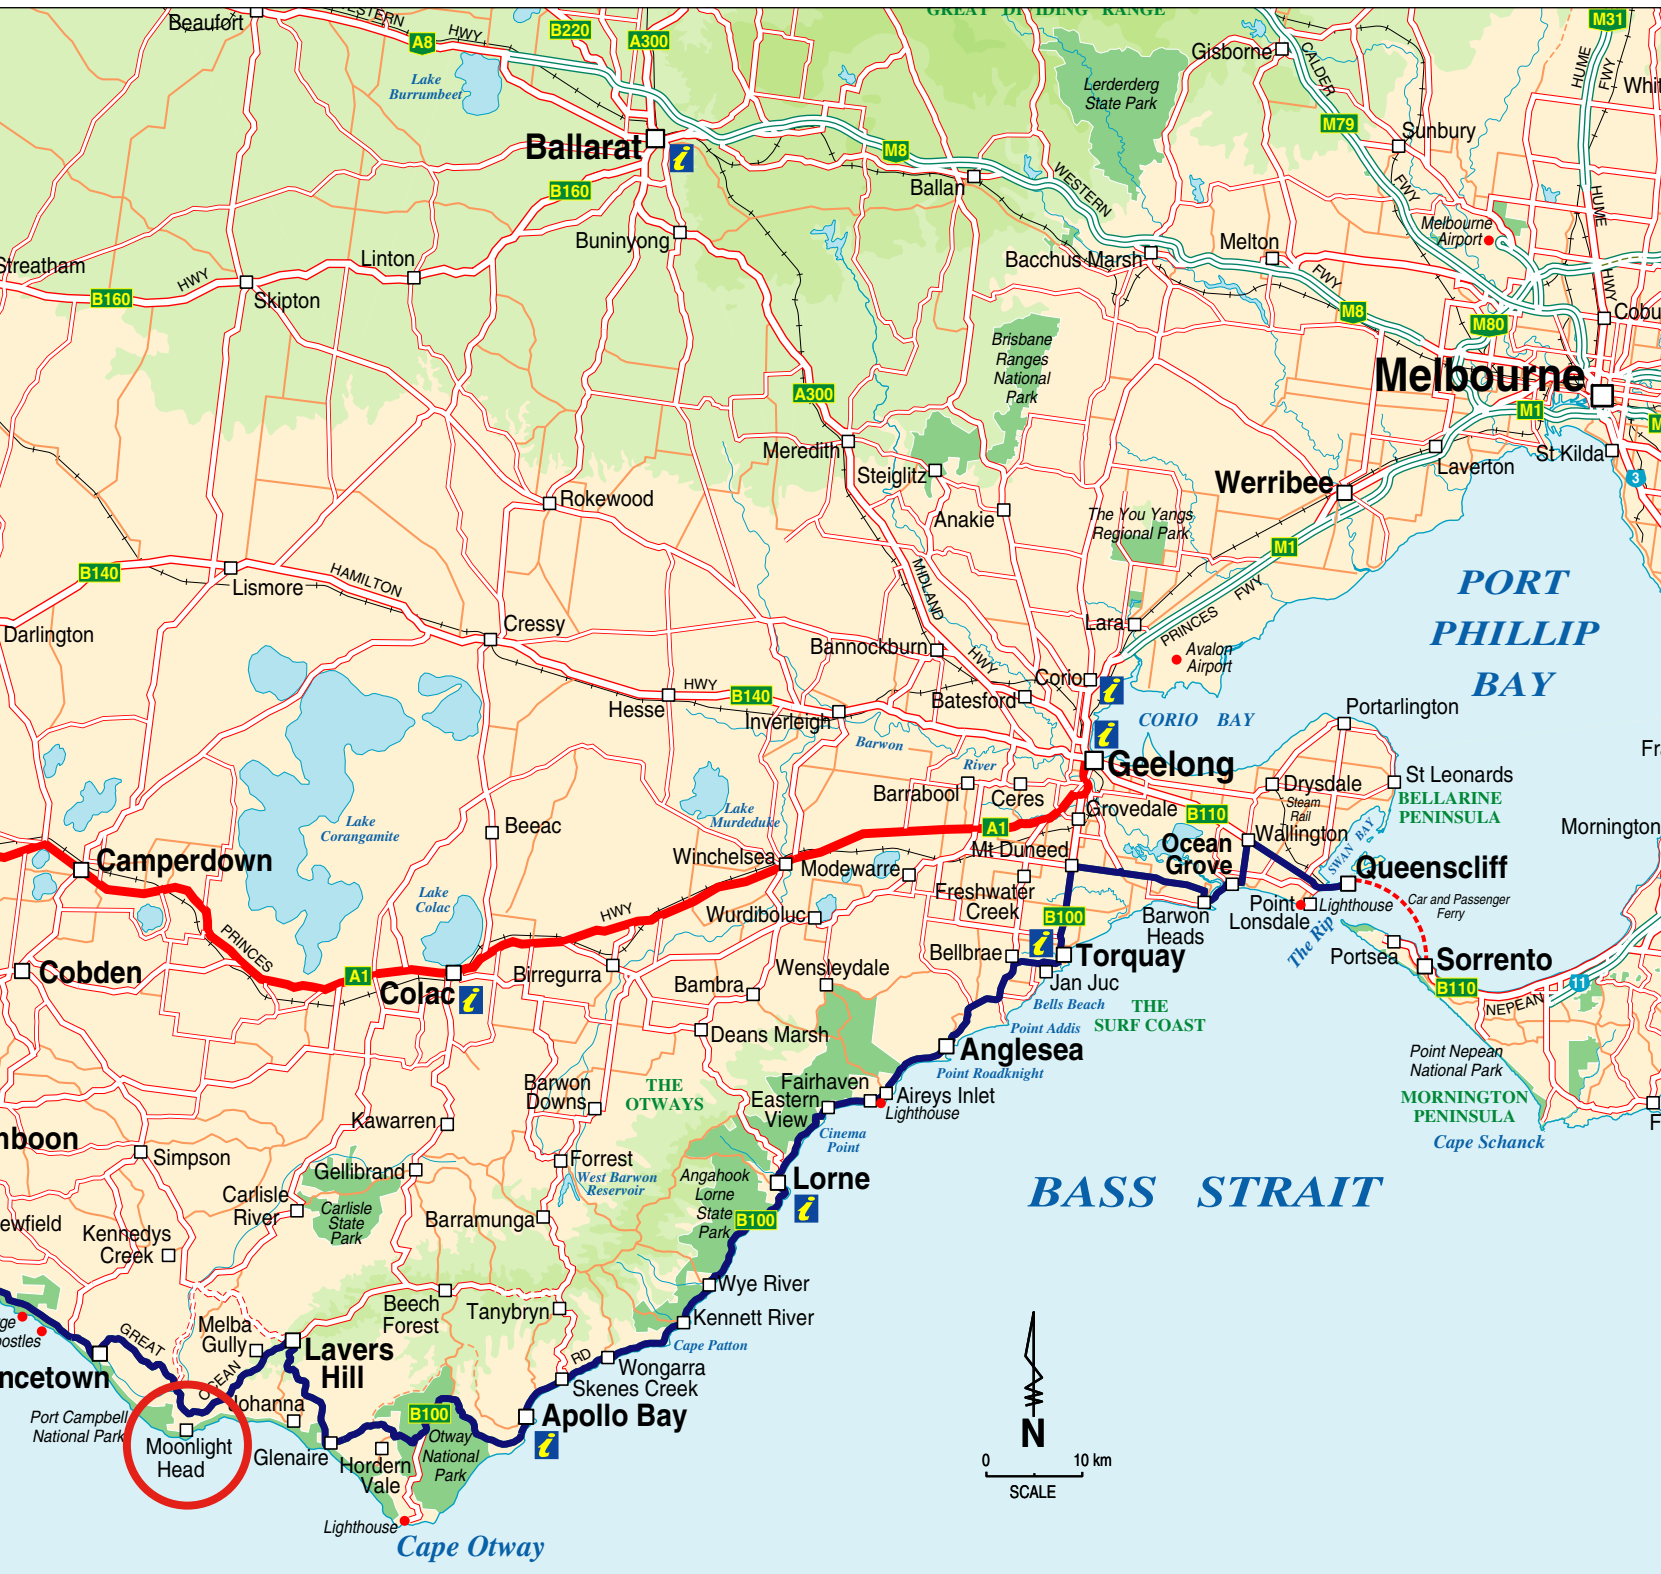 Beaufort
WESTERN
HWY
A8
B220
A300
GREAT DIVIDING RANGE
M31
Gisborne
CALDER
HUME
FWY
Lake
Burrumbeet
Lerderderg
State Park
M79
Sunbury
Ballarat
i
M8
B160
Ballan
WESTERN
FWY
HUME
Melbourne
Airport
Buninyong
Streatham
Linton
HWY
B160
Skipton
Bacchus Marsh
Melton
FWY
M8
HWY
M80
Brisbane
Ranges
National
Park
Melbourne
M1
A300
Meredith
Steiglitz
Laverton
St Kilda
3
Werribee
Rokewood
Anakie
The You Yangs
Regional Park
M1
B140
Lismore
HAMILTON
MIDLAND
PRINCES
FWY
PORT
PHILLIP
BAY
Darlington
Cressy
Lara
Bannockburn
HWY
Avalon
Airport
Corio
i
HWY
B140
Hesse
Inverleigh
Batesford
CORIO BAY
Portarlington
Barwon
River
i
Geelong
Lake
Corangamite
Lake
Murdeduke
Barrabool
Ceres
Drysdale
St Leonards
BELLARINE
PENINSULA
Steam
Rail
Grovedale
B110
Beeac
A1
Wallington
SWAN BAY
Mornington
Camperdown
Winchelsea
Modewarre
Mt Duneed
Ocean
Grove
Queenscliff
Lake
Colac
HWY
Wurdiboluc
Freshwater
Creek
B100
Barwon
Heads
Point
Lonsdale
Lighthouse
Car and Passenger
Ferry
The Rip
PRINCES
A1
Cobden
Colac
i
Birregurra
Bambra
Wensleydale
Bellbrae
i
Torquay
Jan Juc
Portsea
Sorrento
B110
NEPEAN
11
Bells Beach
THE
SURF COAST
Point Addis
Deans Marsh
Anglesea
Point Roadknight
Point Nepean
National Park
MORNINGTON
PENINSULA
Cape Schanck
Barwon
Downs
THE
OTWAYS
Fairhaven
Eastern
View
Aireys Inlet
Lighthouse
Cinema
Point
Kawarren
Simpson
Gellibrand
Forrest
West Barwon
Reservoir
Angahook
Lorne
State
Park
Lorne
i
B100
BASS STRAIT
Carlisle
River
Carlisle
State
Park
Barramunga
Kennedys
Creek
Wye River
Beech
Forest
Tanybryn
Kennett River
Cape Patton
GREAT
OCEAN
RD
Melba
Gully
Lavers
Hill
Wongarra
Skenes Creek
Johanna
Port Campbell
National Park
B100
Apollo Bay
i
Moonlight
Head
Glenaire
Hordern
Vale
Otway
National
Park
N
0 10 km
SCALE
Lighthouse
Cape Otway